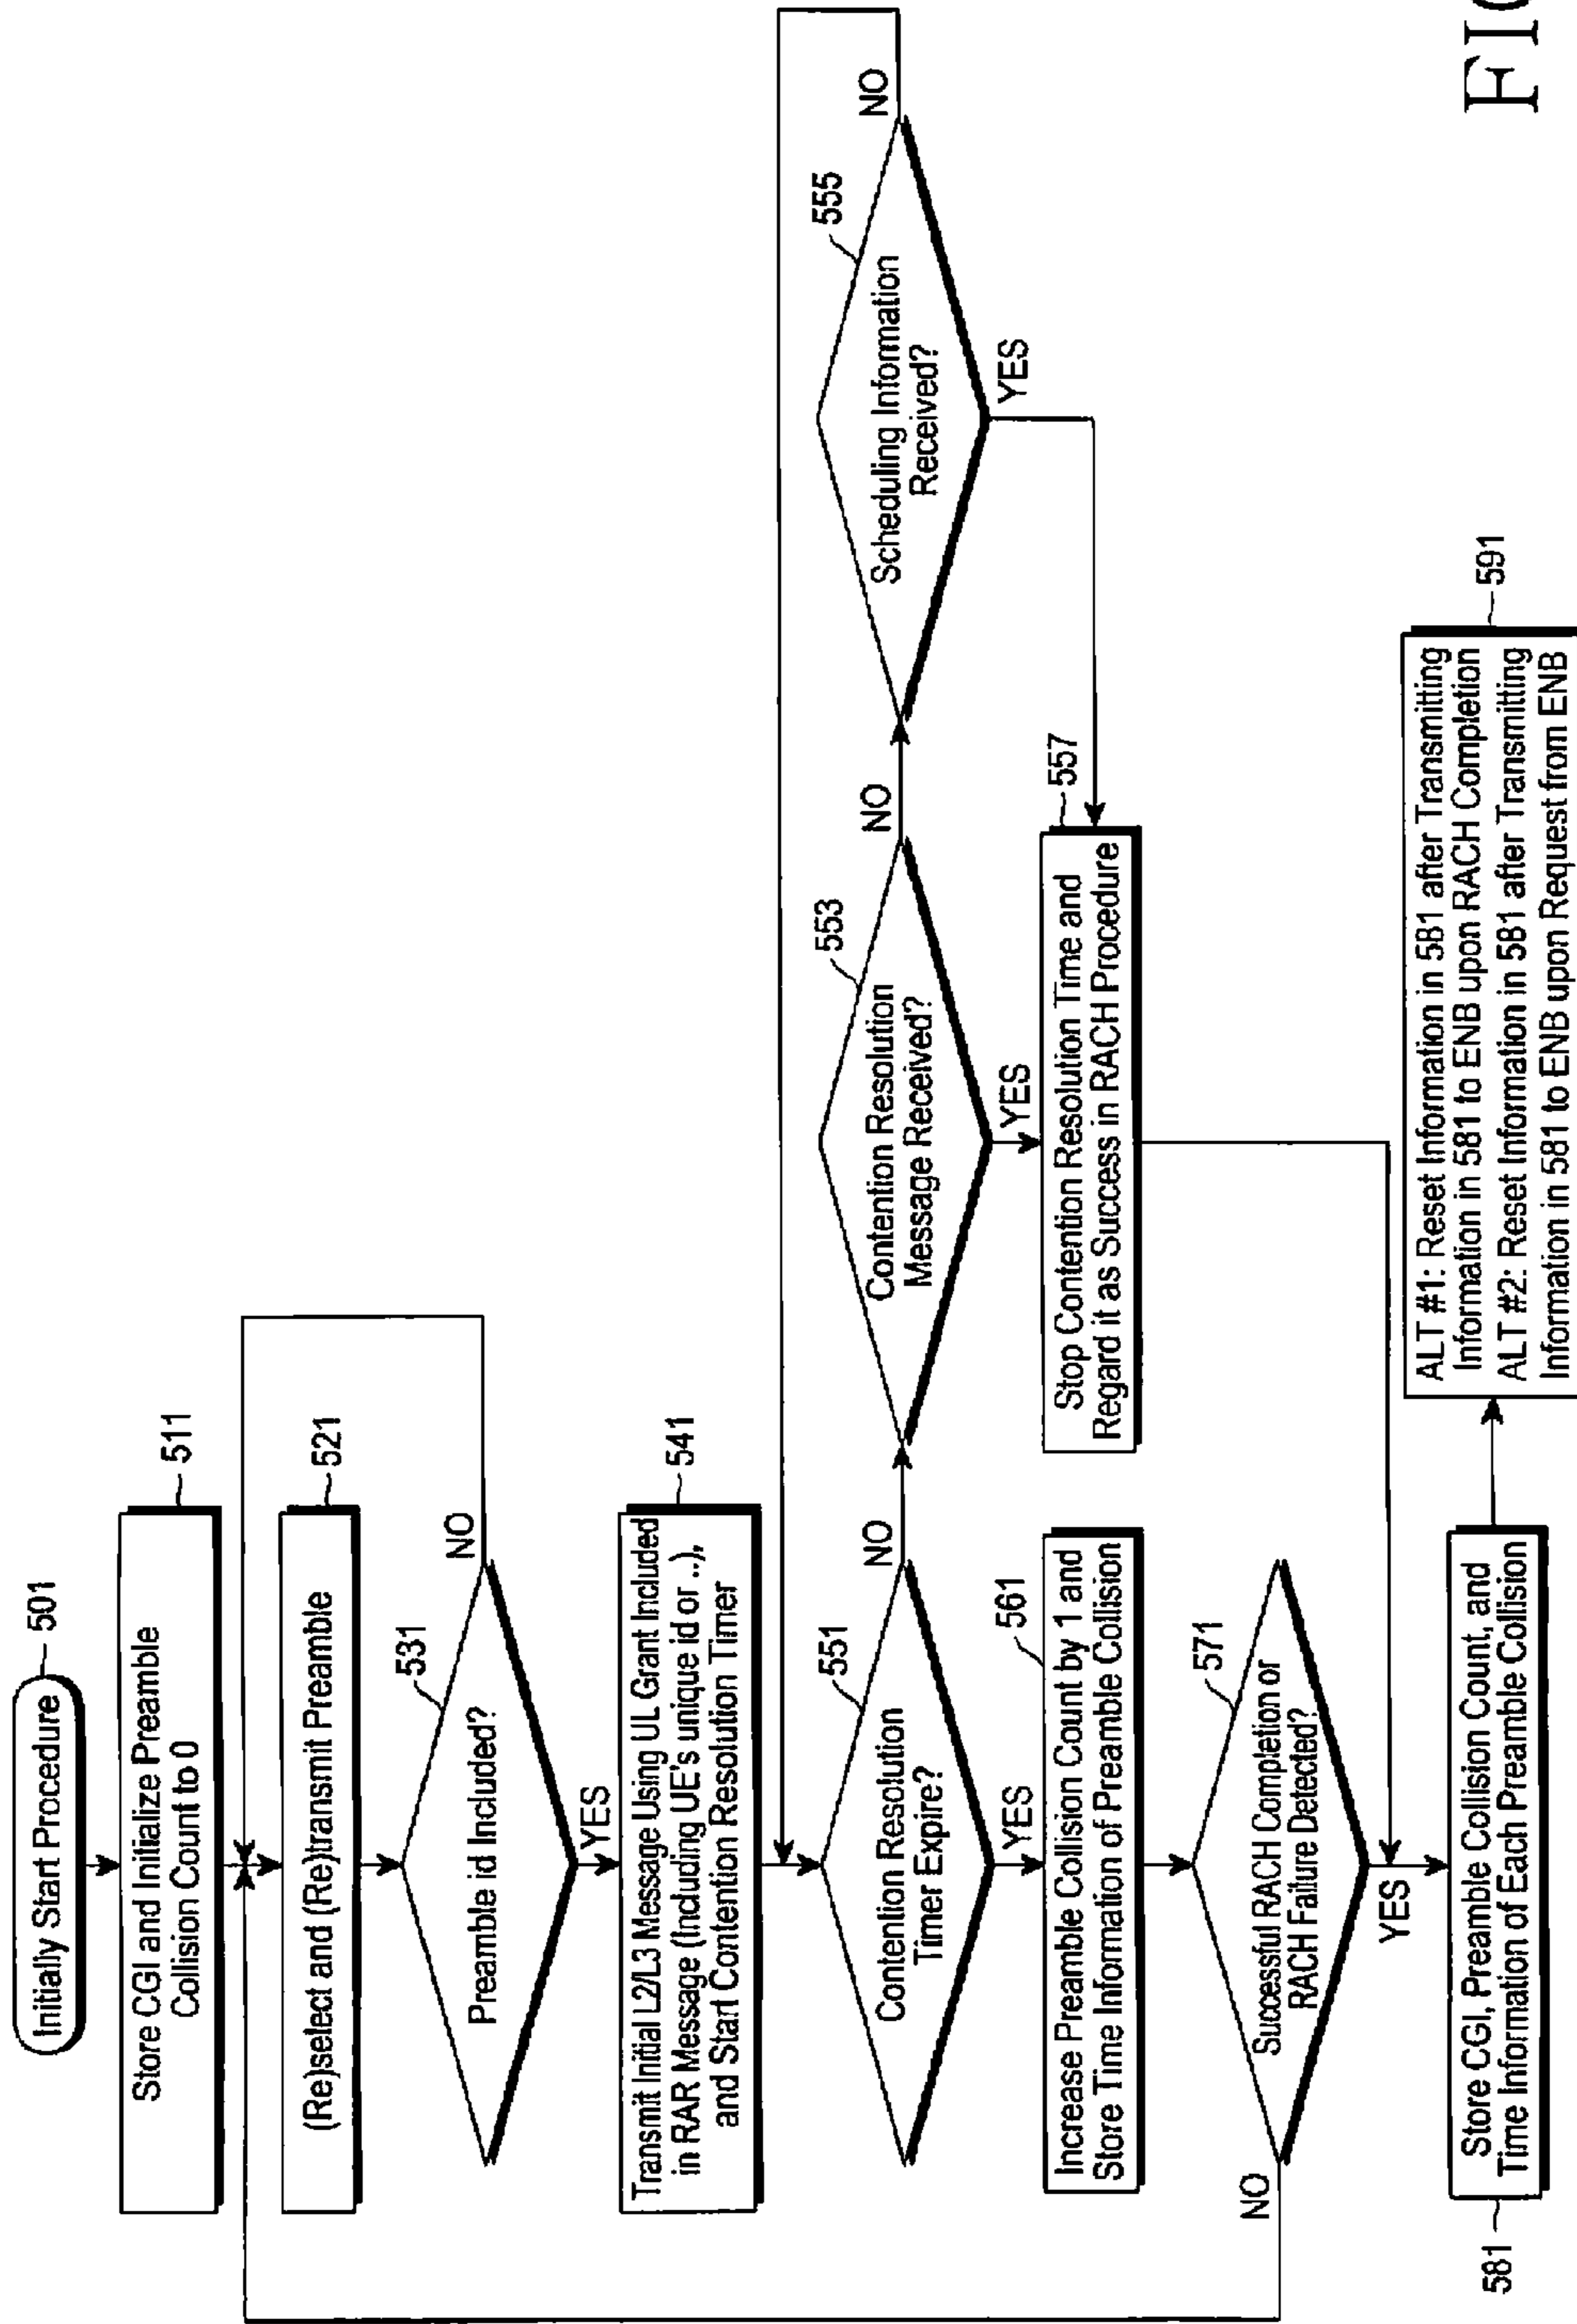 Initially Start Procedure
501
Store CGI and Initialize Preamble
Collision Count to 0
511
(Re)select and (Re)transmit Preamble
521
Preamble id Included?
531
NO
YES
Transmit Initial L2/L3 Message Using UL Grant Included
in RAR Message (Including UE's unique id or ..),
and Start Contention Resolution Timer
541
Contention Resolution
Timer Expire?
551
NO
YES
Contention Resolution
Message Received?
553
NO
YES
Scheduling Information
Received?
555
NO
YES
Stop Contention Resolution Time and
Regard it as Success in RACH Procedure
557
Increase Preamble Collision Count by 1 and
Store Time Information of Preamble Collision
561
Successful RACH Completion or
RACH Failure Detected?
571
NO
YES
Store CGI, Preamble Collision Count, and
Time Information of Each Preamble Collision
581
ALT #1: Reset Information in 581 after Transmitting
Information in 581 to ENB upon RACH Completion
ALT #2: Reset Information in 581 after Transmitting
Information in 581 to ENB upon Request from ENB
591